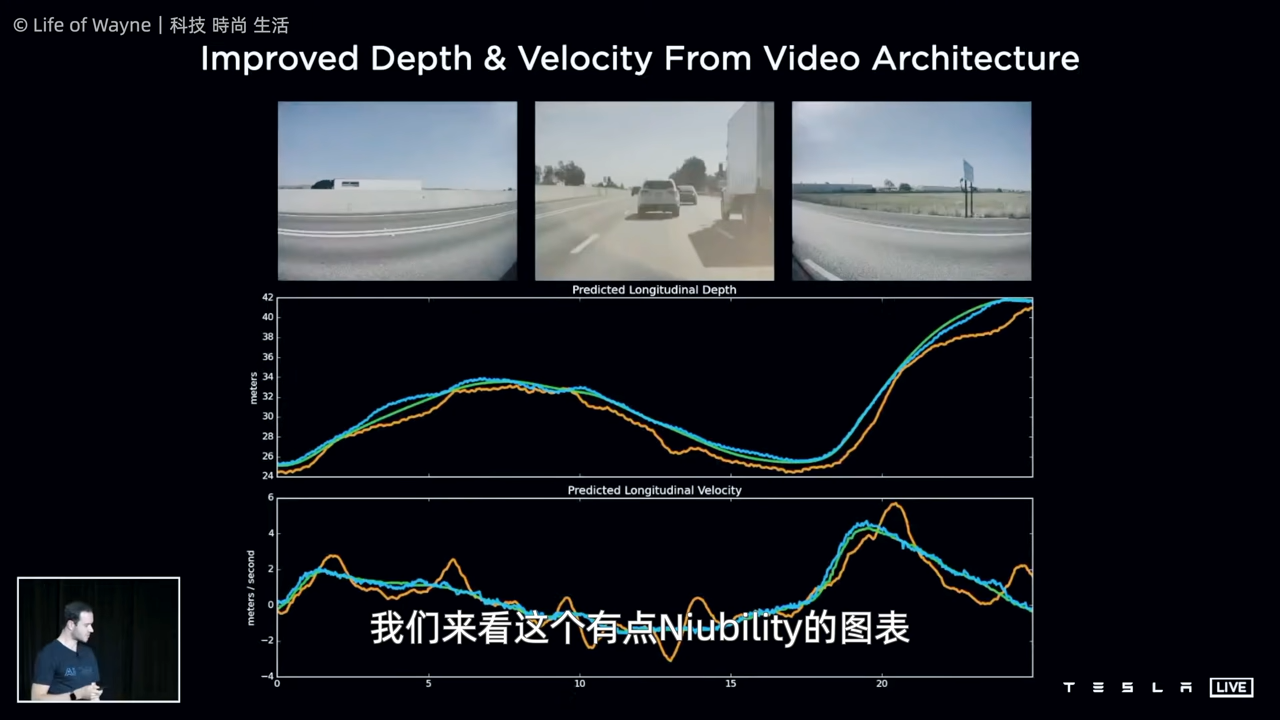 © Life of Wayne | 科技 時尚 生活
Improved Depth & Velocity From Video Architecture
Predicted Longitudinal Depth
42
40
38
36
34
32
30
28
26
24
meters
Predicted Longitudinal Velocity
6
4
2
0
−2
−4
meters / second
我们来看这个有点Niubility的图表
0
5
10
15
20
TESLA LIVE